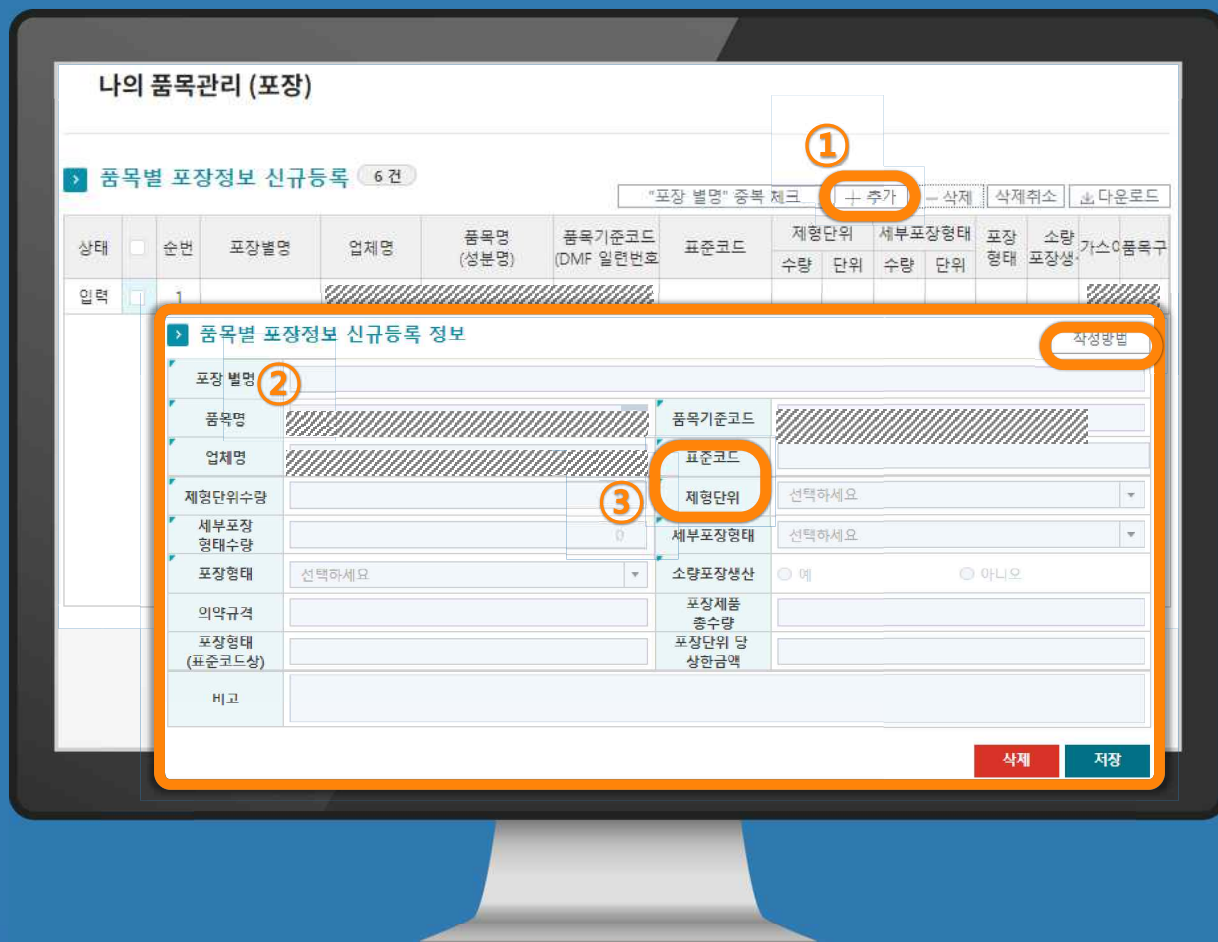 나의 품목관리 (포장)
①
품목별 포장정보 신규등록 6 건
"포장 별명" 중복 체크 추가 삭제 삭제취소 다운로드
상태 순번 포장별명 업체명 품목명 (성분명) 품목기준코드 (DMF 일련번호 표준코드 제형단위 수량 단위 세부포장형태 수량 단위 포장 형태 소량 포장생 가스 품목구
입력 1
품목별 포장정보 신규등록 정보 작성방법
포장 별명 ②
품목명 품목기준코드
업체명 표준코드
제형단위수량 ③ 제형단위 선택하세요
세부포장 형태수량 0 세부포장형태 선택하세요
포장형태 선택하세요 소량포장생산 예 아니오
의약규격 포장제품 종수량
포장형태 (표준코드상) 포장단위 당 상한금액
비고
삭제 저장